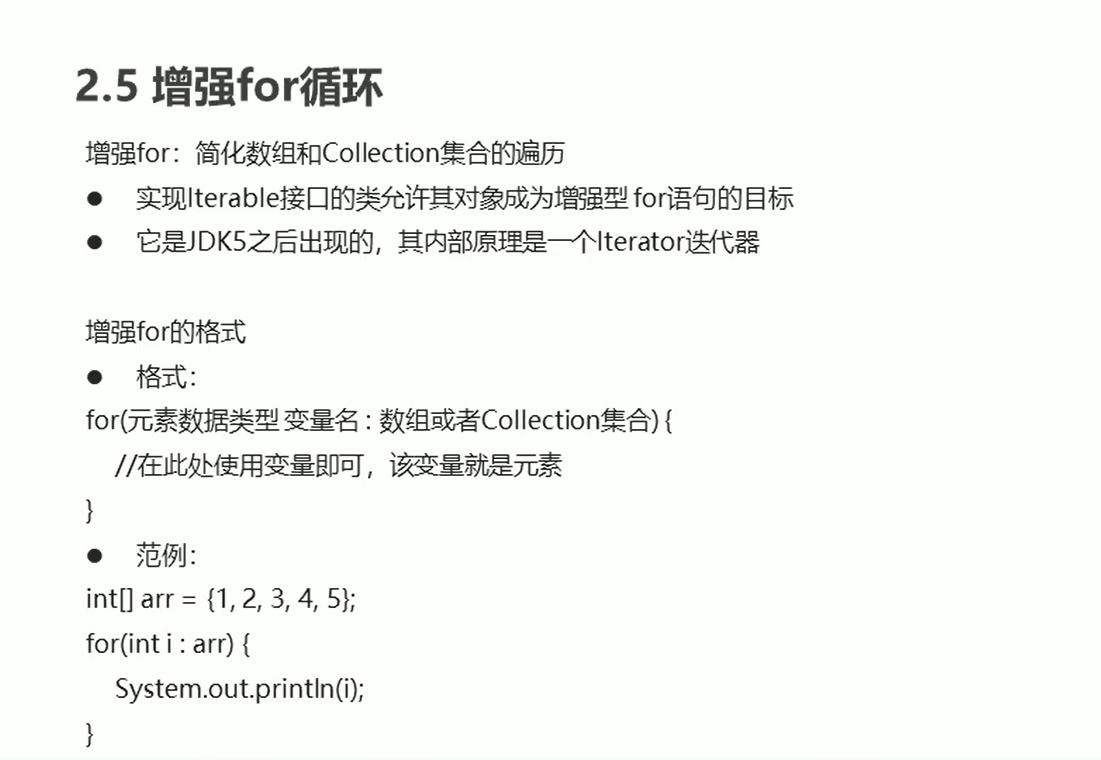 2.5 增强for循环
增强for：简化数组和Collection集合的遍历
● 实现Iterable接口的类允许其对象成为增强型 for语句的目标
● 它是JDK5之后出现的，其内部原理是一个Iterator迭代器
增强for的格式
● 格式：
for(元素数据类型 变量名 : 数组或者Collection集合) {
//在此处使用变量即可，该变量就是元素
}
● 范例：
int[] arr = {1, 2, 3, 4, 5};
for(int i : arr) {
System.out.println(i);
}